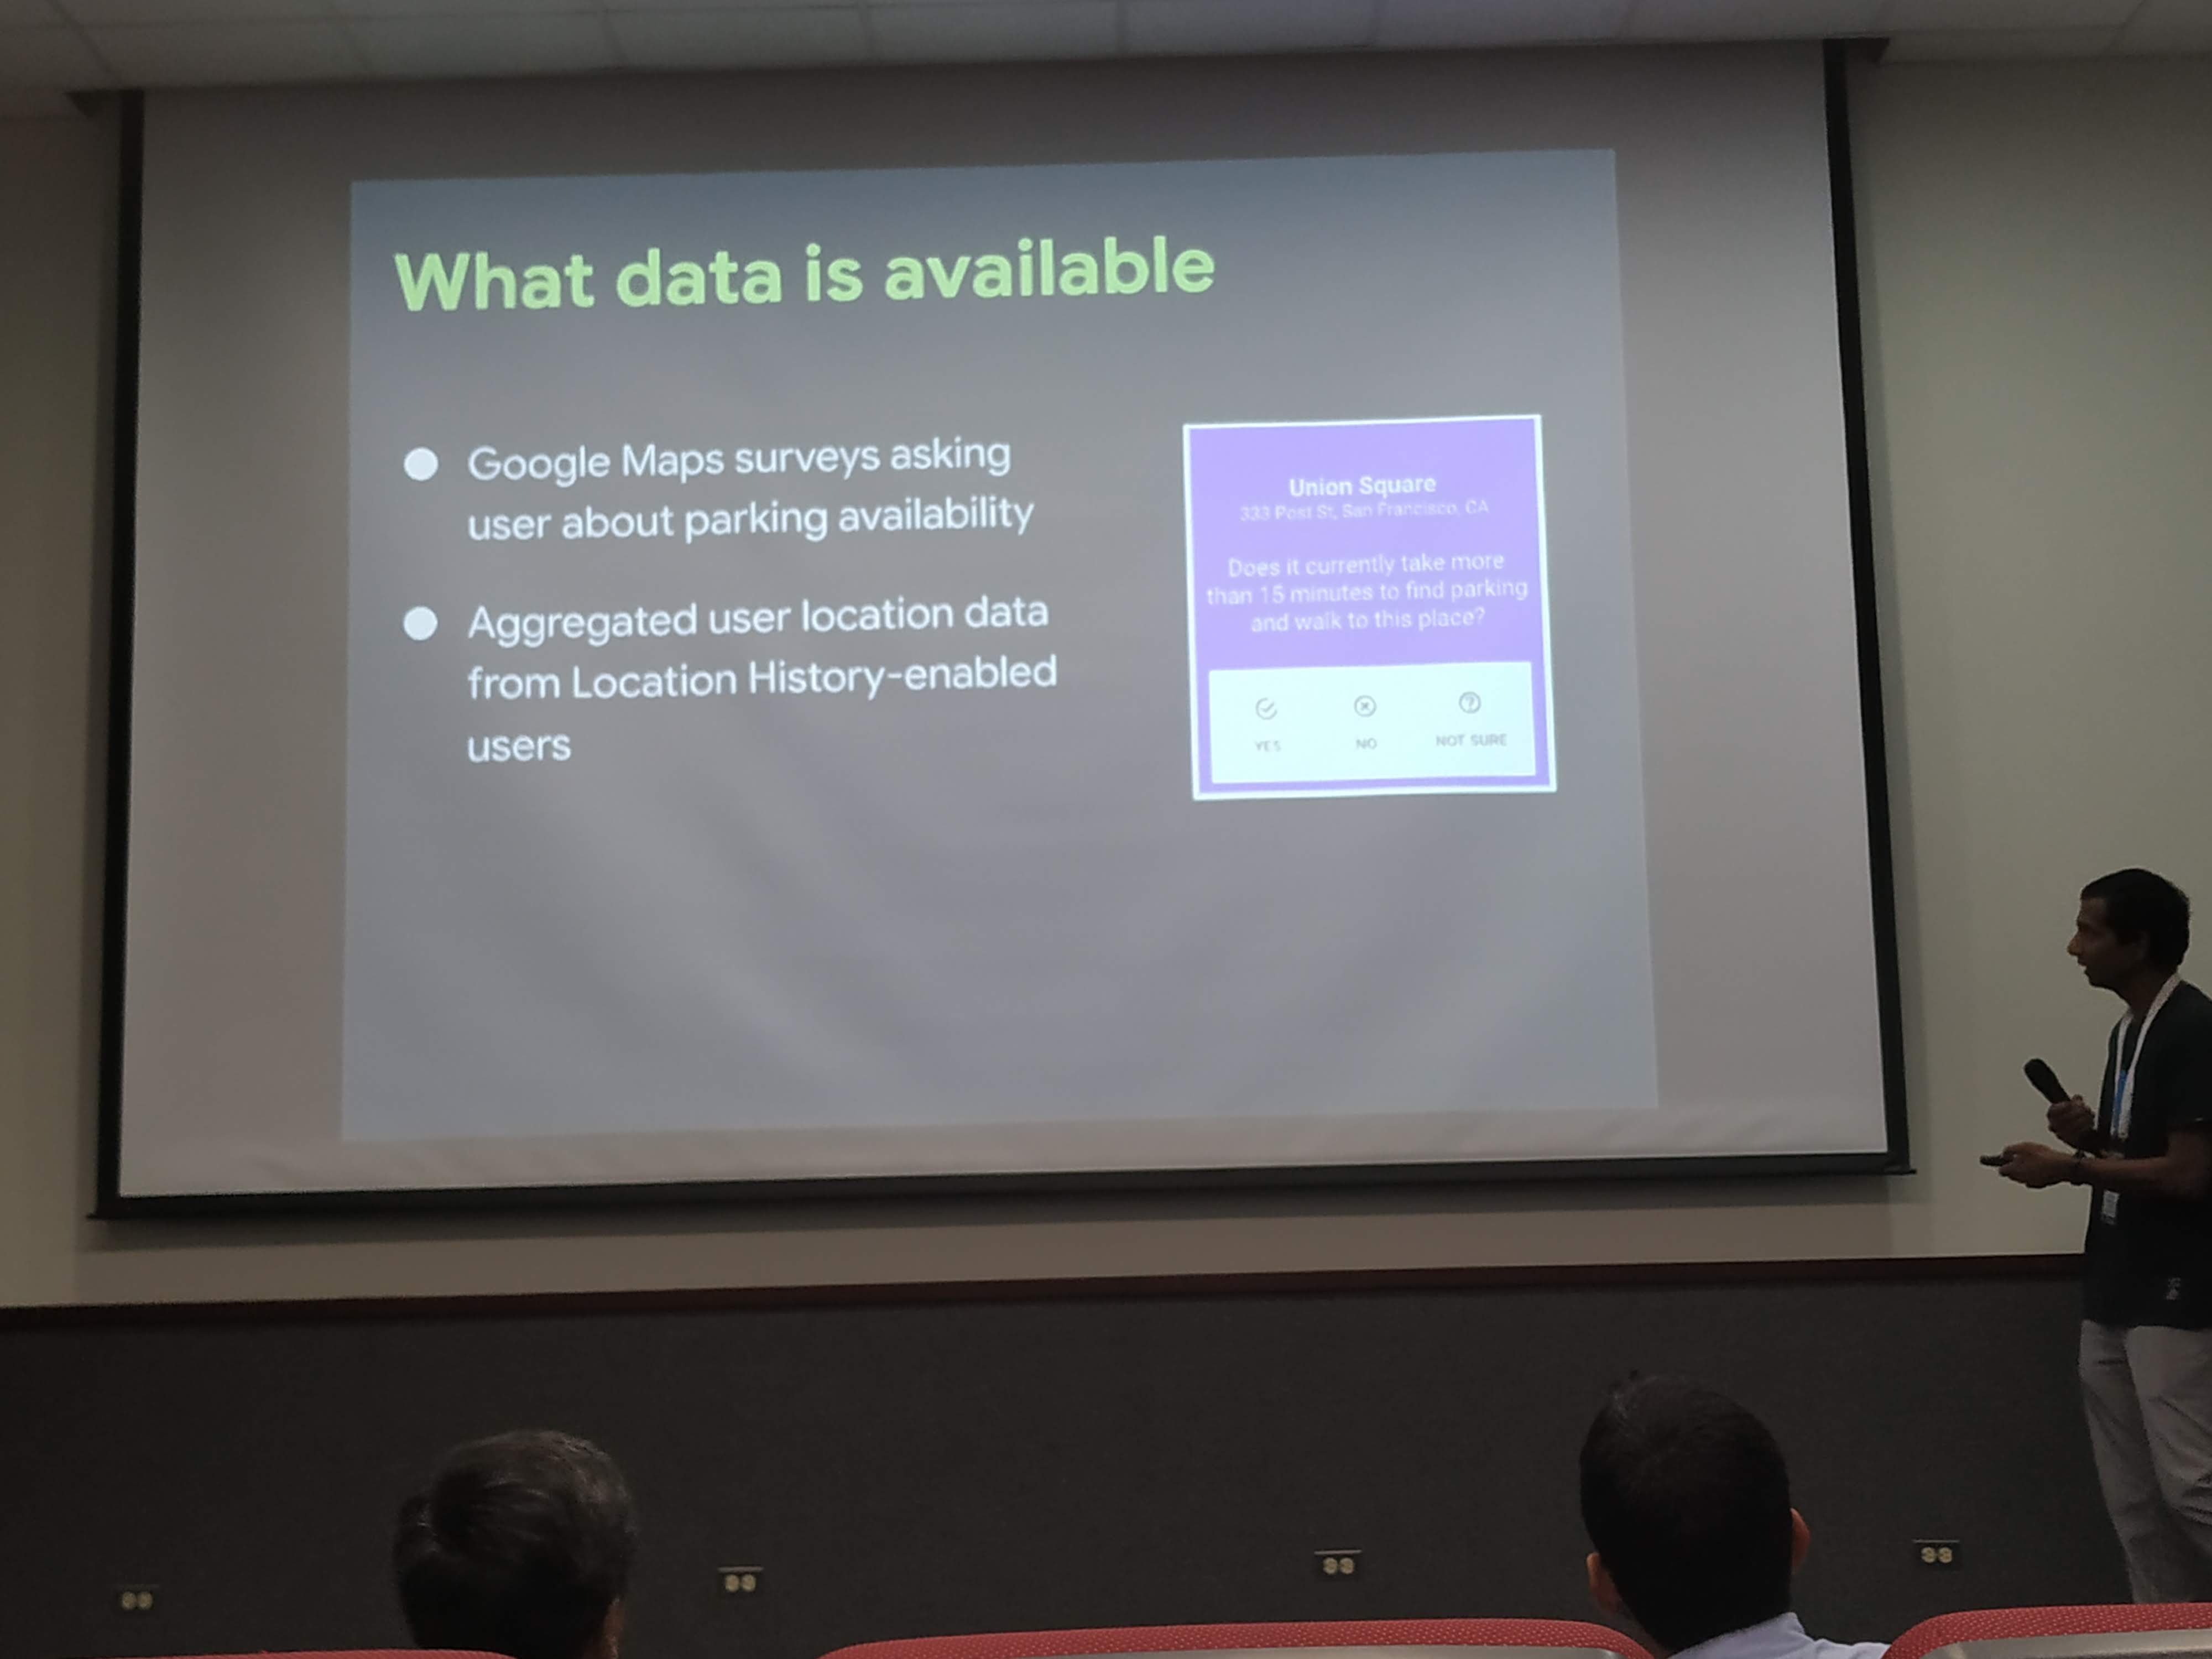 What data is available
Google Maps surveys asking
user about parking availability
Aggregated user location data
from Location History-enabled
users
Union Square
333 Post St, San Francisco, CA
Does it currently take more
than 15 minutes to find parking
and walk to this place?
YES
NO
NOT SURE